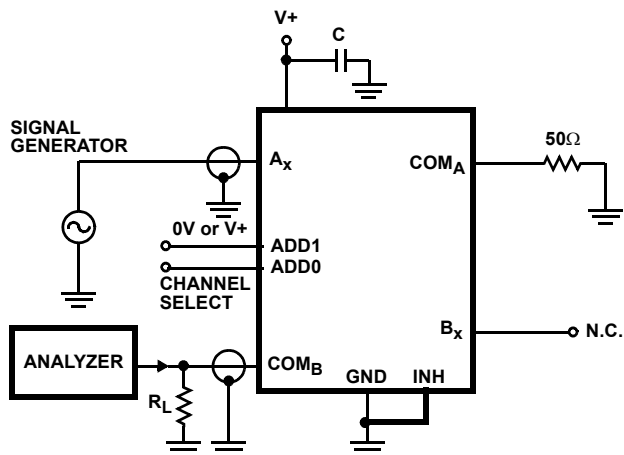 V+
C
SIGNAL
GENERATOR
50Ω
Ax
COMA
0V or V+
ADD1
ADD0
CHANNEL
SELECT
Bx
N.C.
ANALYZER
COMB
GND
INH
RL